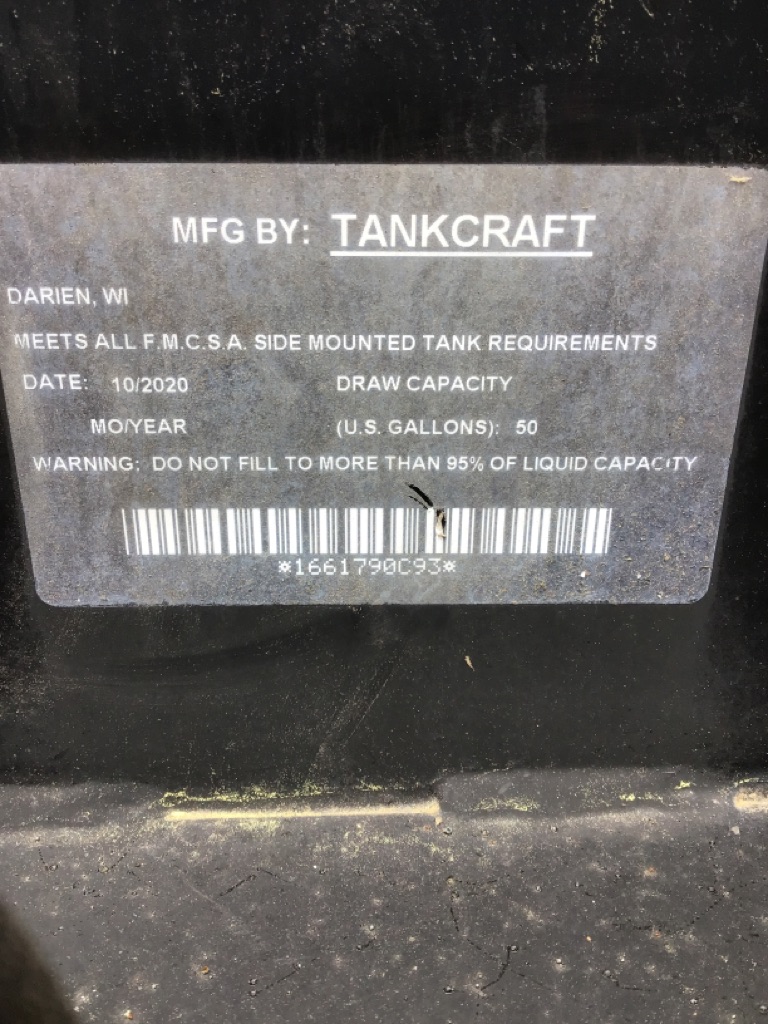 MFG BY: TANKCRAFT
DARIEN, WI
MEETS ALL F.M.C.S.A. SIDE MOUNTED TANK REQUIREMENTS
DATE: 10/2020 DRAW CAPACITY
MO/YEAR (U.S. GALLONS): 50
WARNING: DO NOT FILL TO MORE THAN 95% OF LIQUID CAPACITY
*1661790C93*